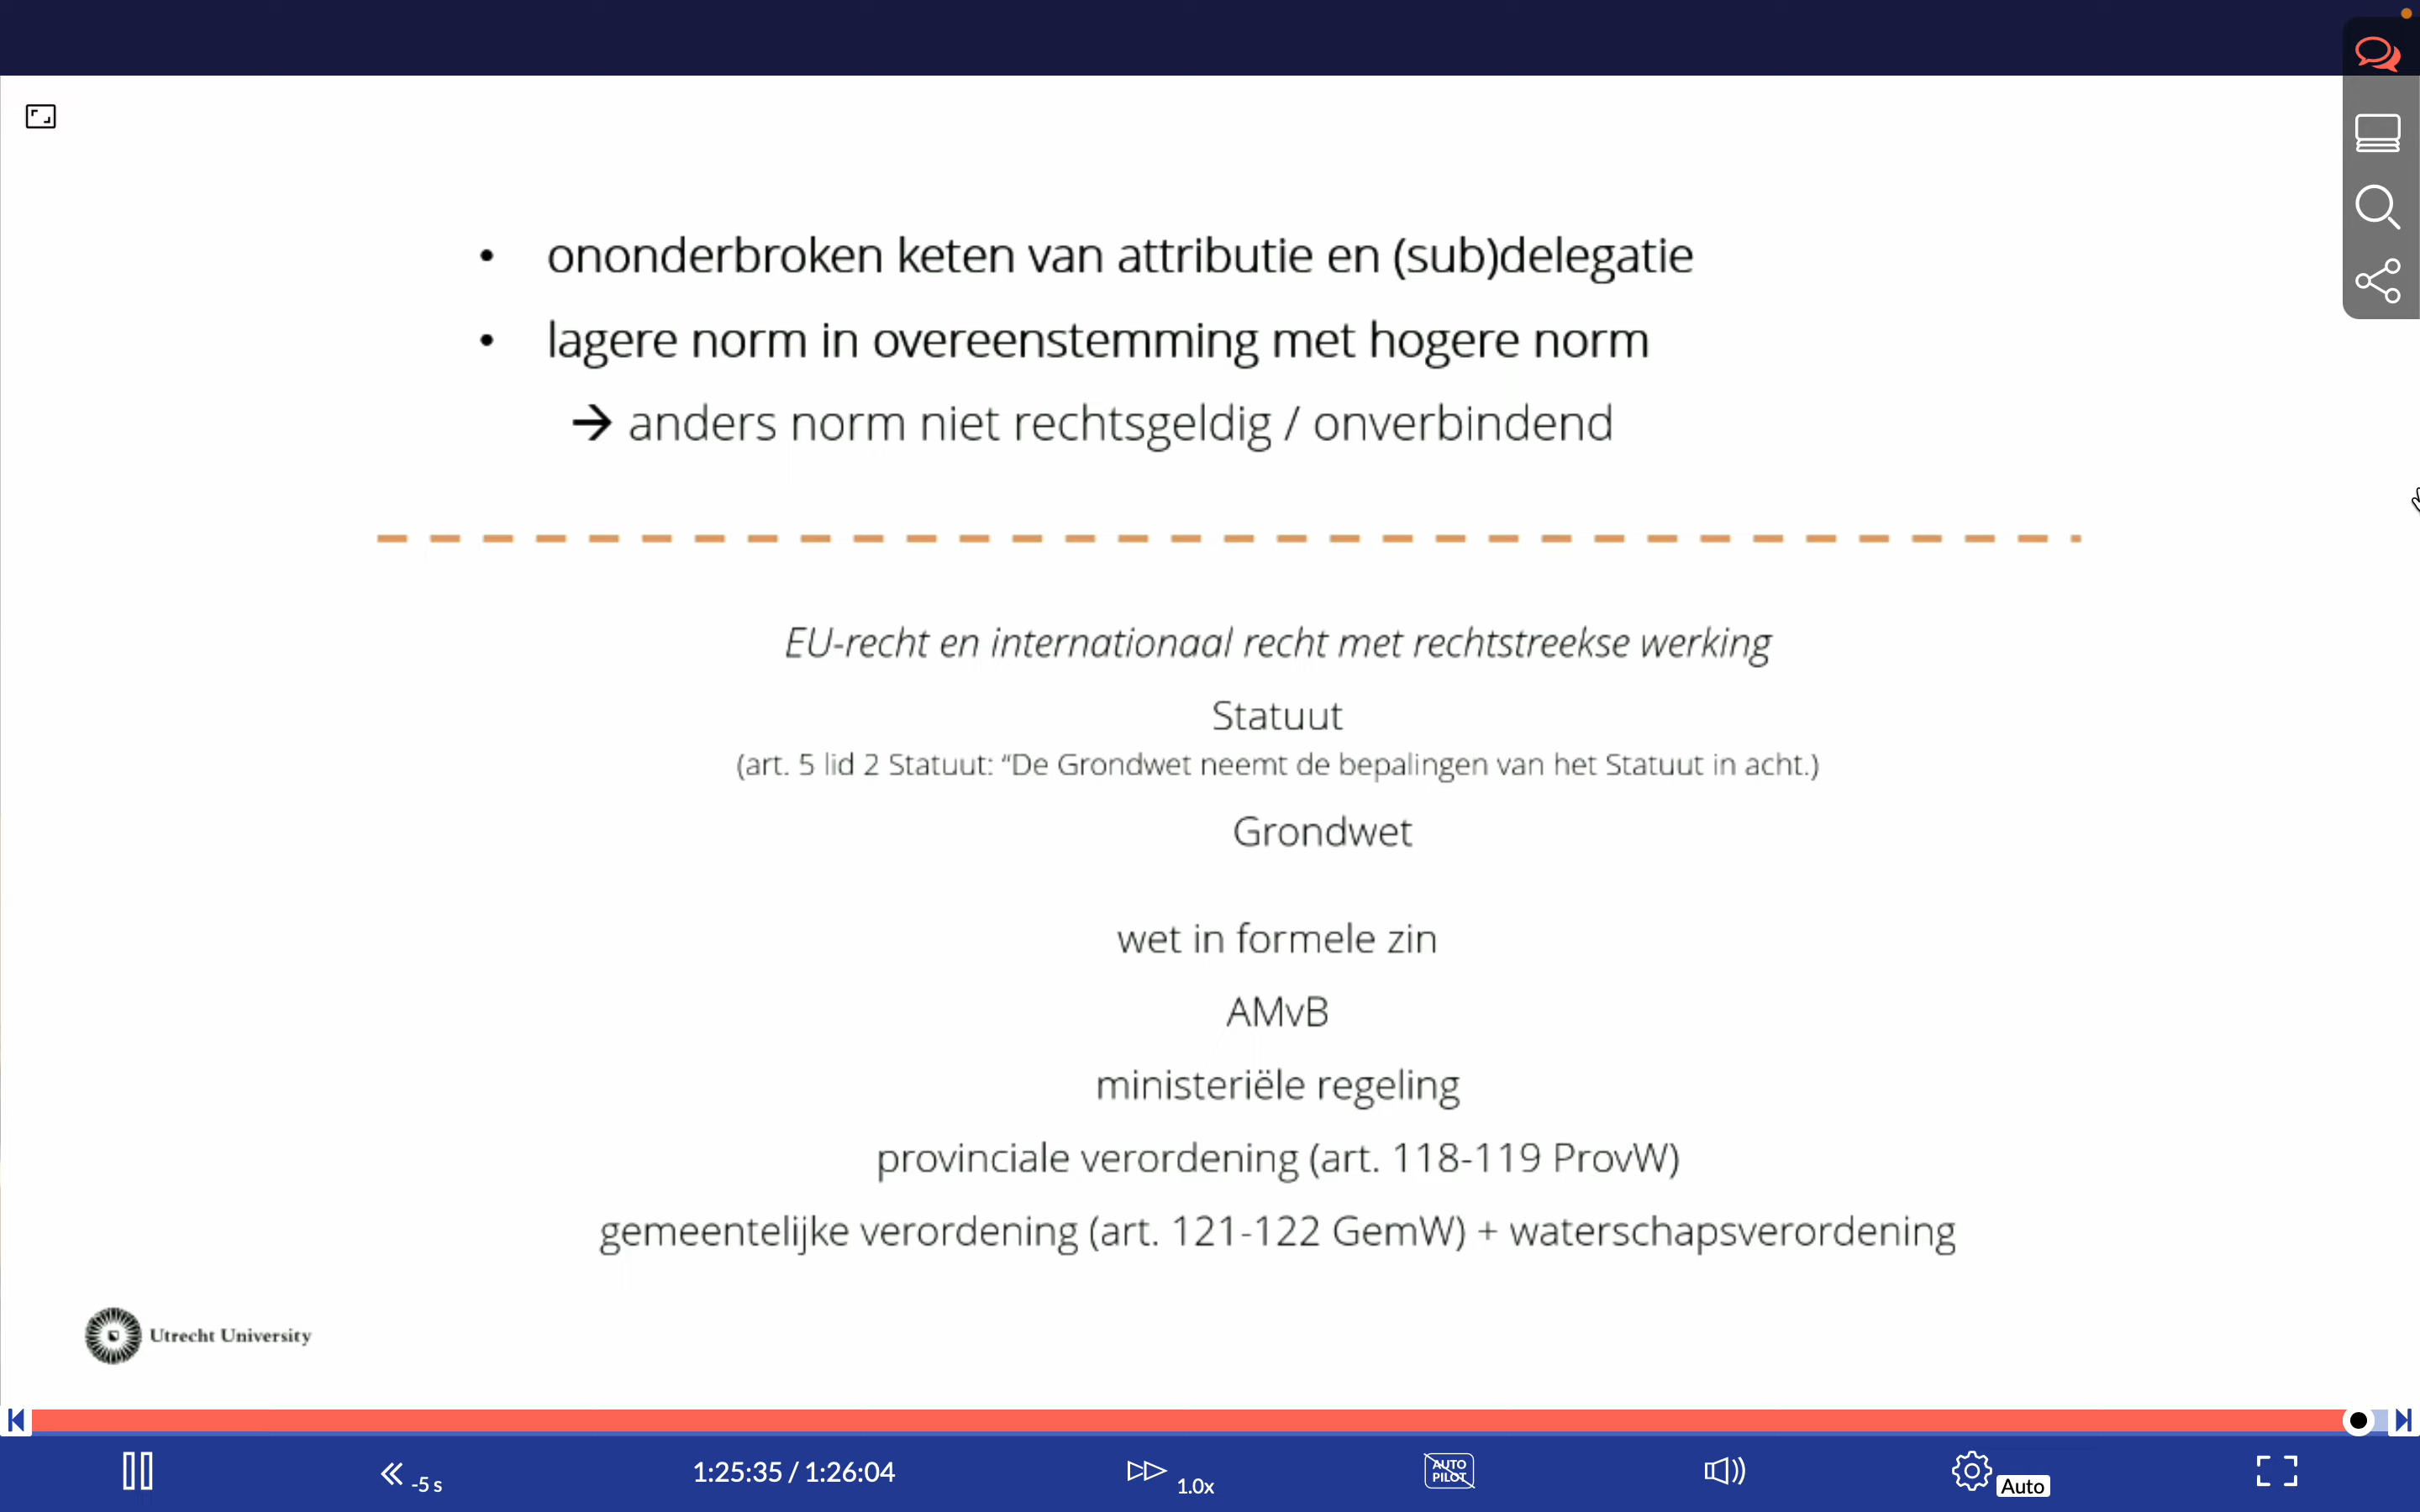 • ononderbroken keten van attributie en (sub)delegatie
• lagere norm in overeenstemming met hogere norm
→ anders norm niet rechtsgeldig / onverbindend
EU-recht en internationaal recht met rechtstreekse werking
Statuut
(art. 5 lid 2 Statuut: “De Grondwet neemt de bepalingen van het Statuut in acht.)
Grondwet
wet in formele zin
AMvB
ministeriële regeling
provinciale verordening (art. 118-119 ProvW)
gemeentelijke verordening (art. 121-122 GemW) + waterschapsverordening
Utrecht University
-5 s
1:25:35 / 1:26:04
1.0x
AUTO
PILOT
Auto